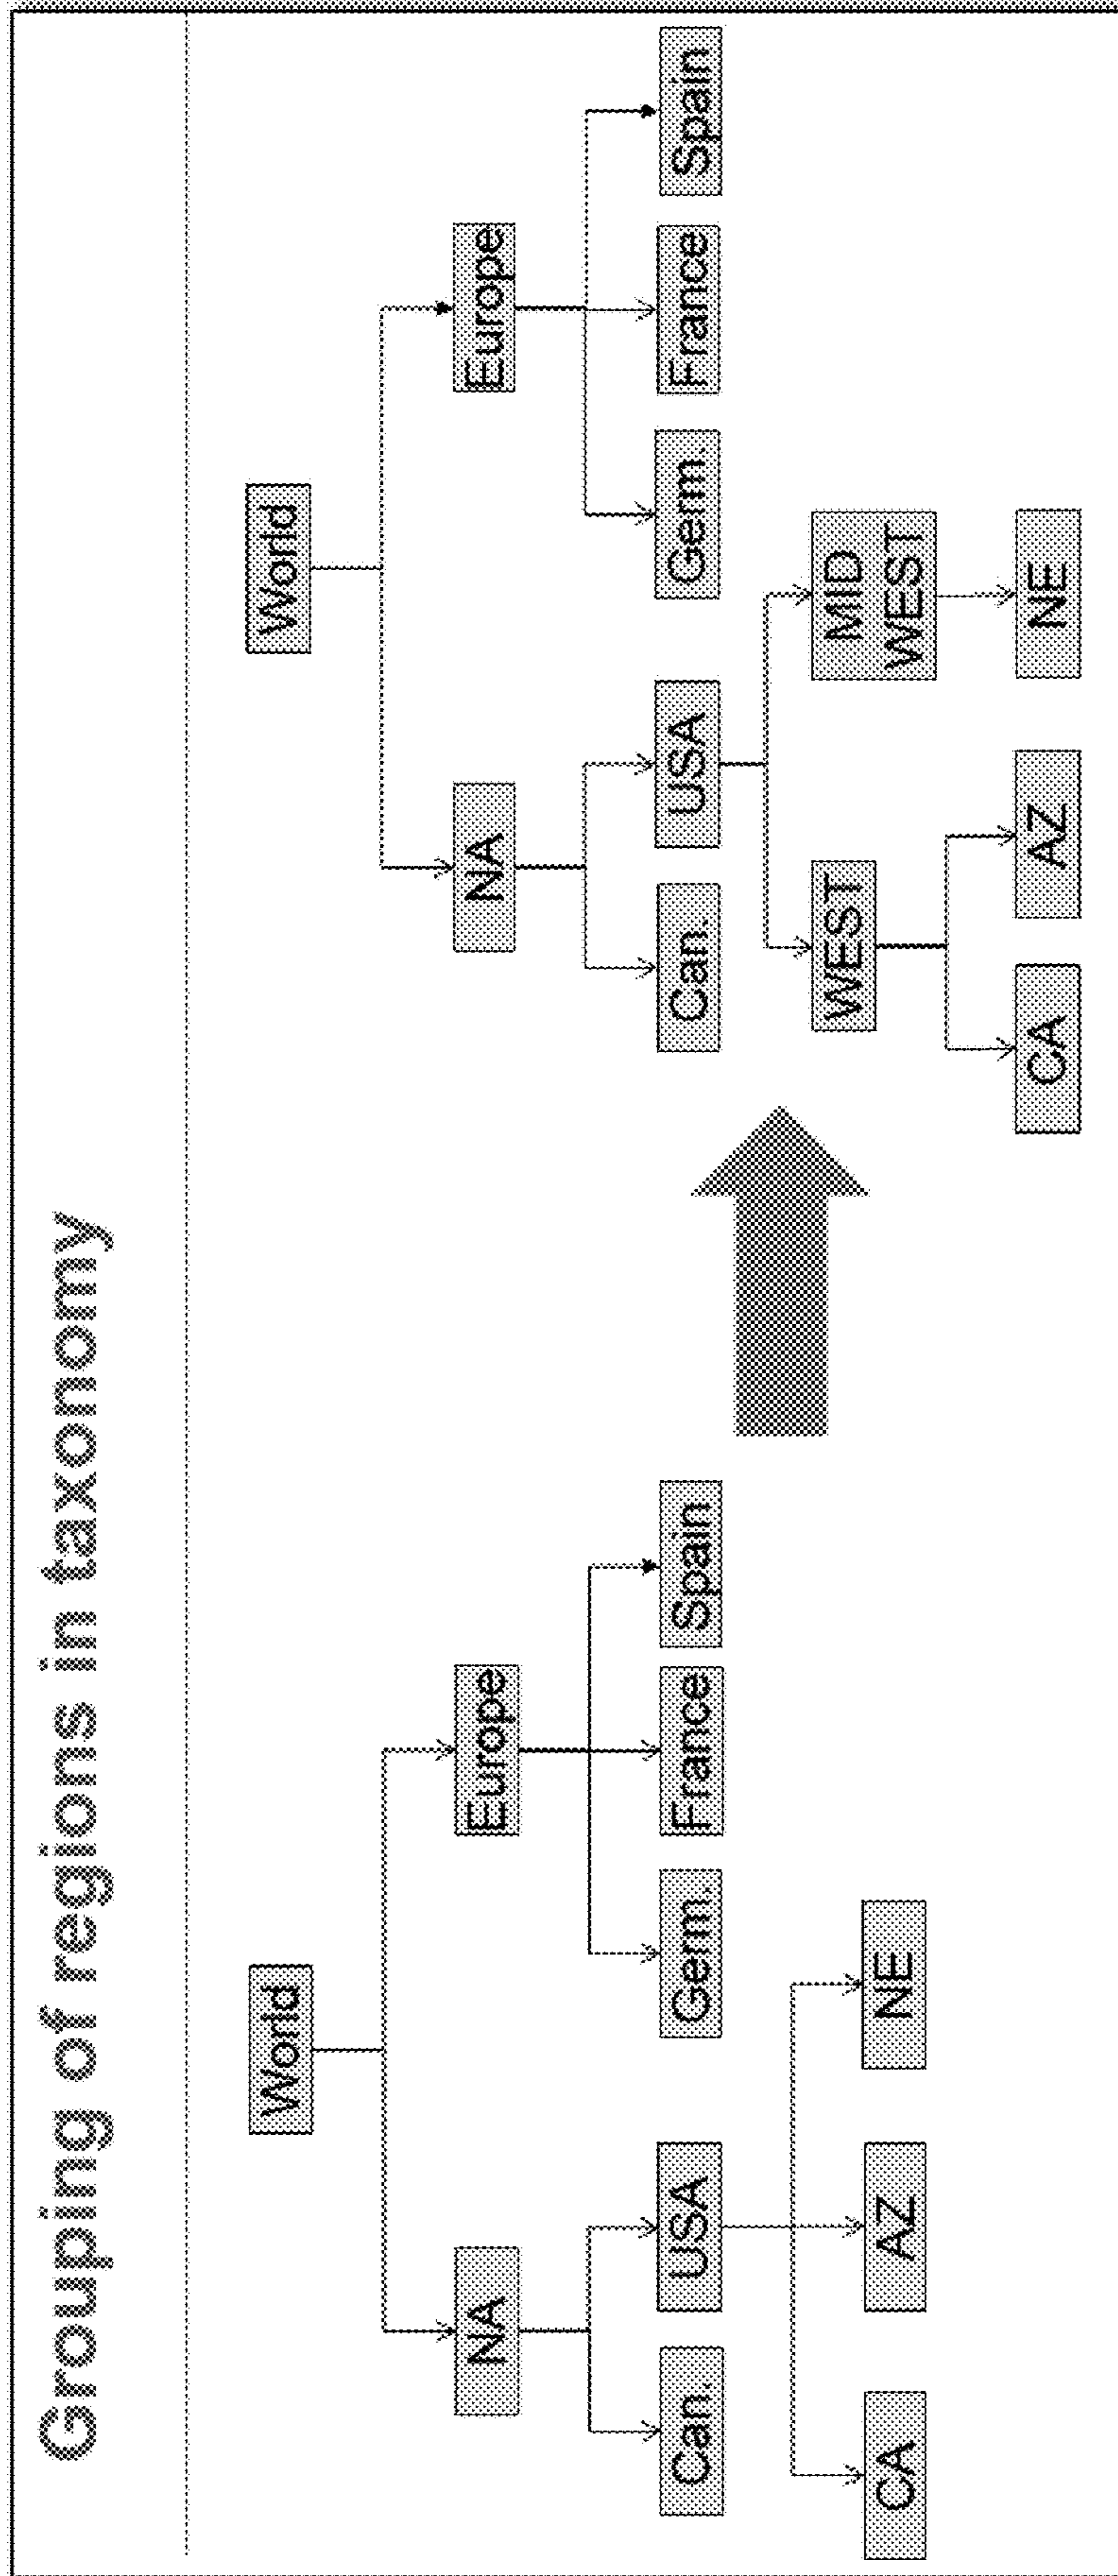 Grouping of regions in taxonomy
World
NA
Europe
Can.
USA
Germ.
France
Spain
CA
AZ
NE
World
NA
Europe
Can.
USA
Germ.
France
Spain
WEST
MID
WEST
CA
AZ
NE